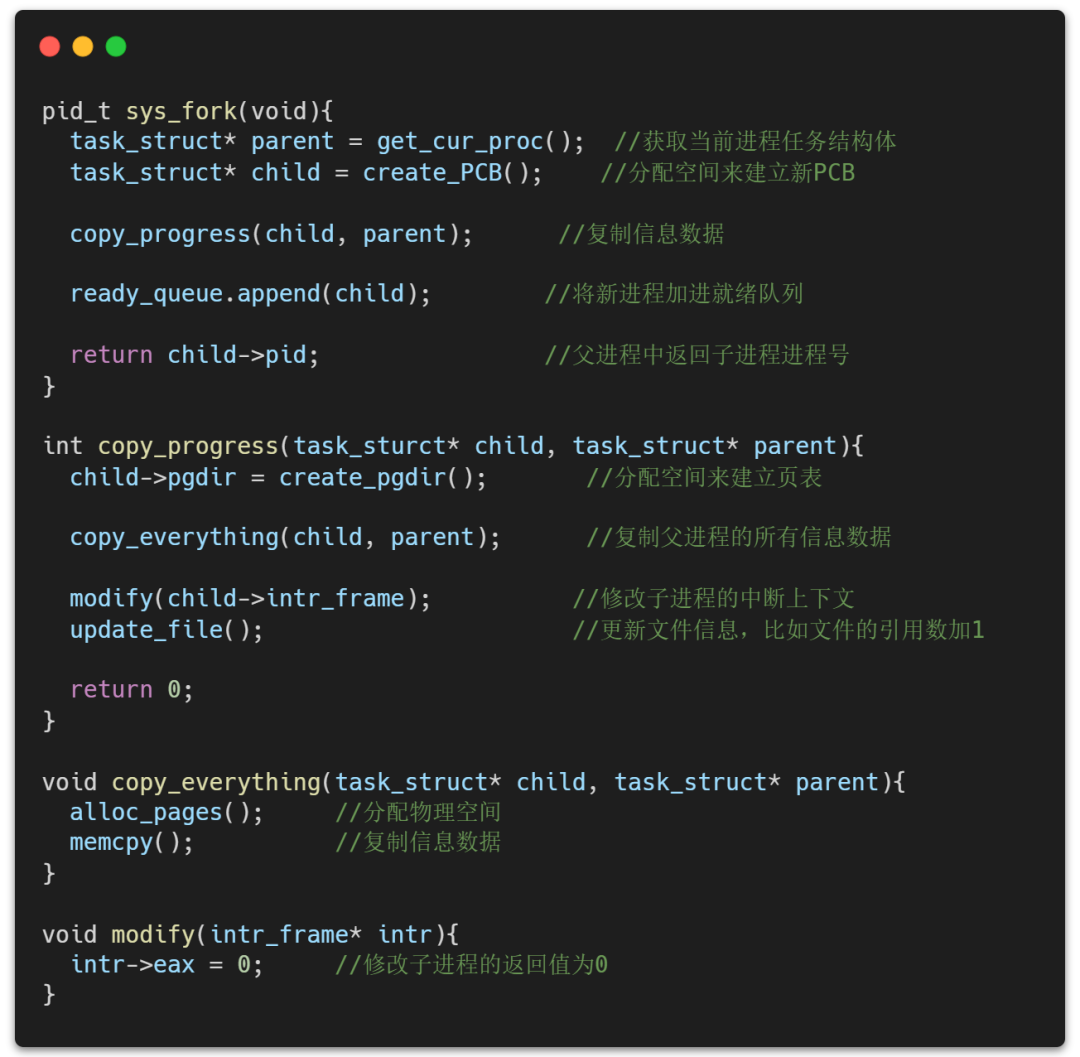 pid_t sys_fork(void){
  task_struct* parent = get_cur_proc();  //获取当前进程任务结构体
  task_struct* child = create_PCB();    //分配空间来建立新PCB
  copy_progress(child, parent);      //复制信息数据
  ready_queue.append(child);        //将新进程加进就绪队列
  return child->pid;                //父进程中返回子进程进程号
}
int copy_progress(task_sturct* child, task_struct* parent){
  child->pgdir = create_pgdir();       //分配空间来建立页表
  copy_everything(child, parent);      //复制父进程的所有信息数据
  modify(child->intr_frame);          //修改子进程的中断上下文
  update_file();                      //更新文件信息，比如文件的引用数加1
  return 0;
}
void copy_everything(task_struct* child, task_struct* parent){
  alloc_pages();     //分配物理空间
  memcpy();          //复制信息数据
}
void modify(intr_frame* intr){
  intr->eax = 0;     //修改子进程的返回值为0
}